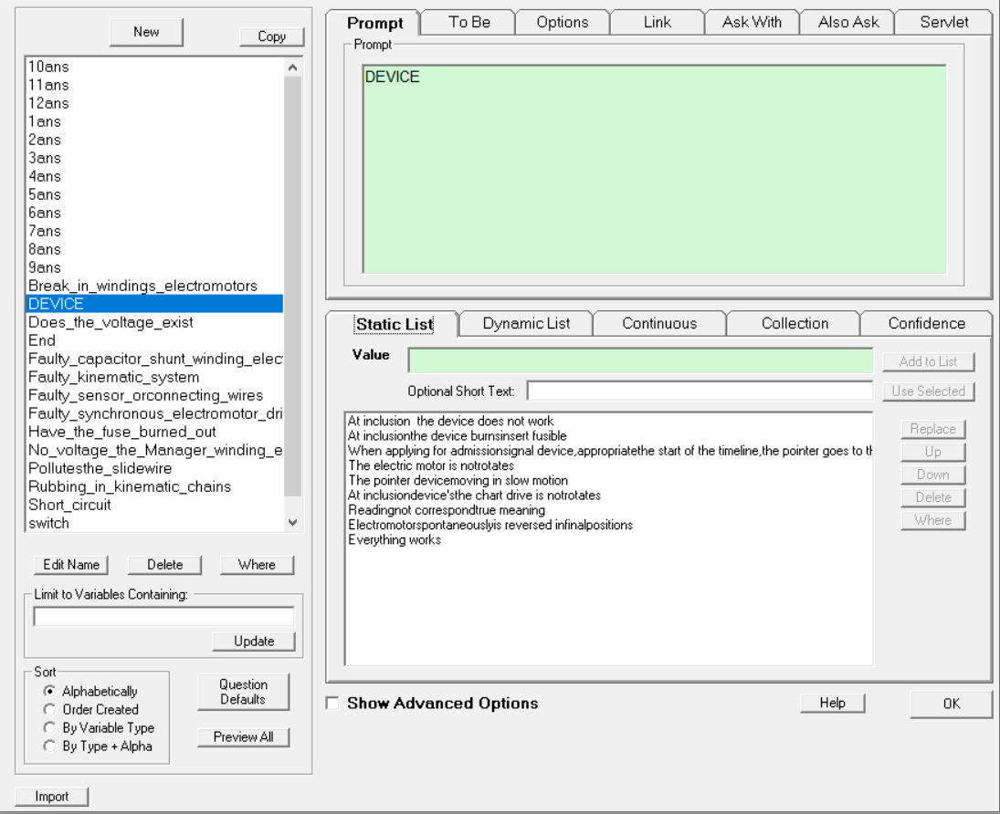 New
Copy
10ans
11ans
12ans
1ans
2ans
3ans
4ans
5ans
6ans
7ans
8ans
9ans
Break_in_windings_electromotors
DEVICE
Does_the_voltage_exist
End
Faulty_capacitor_shunt_winding_elec
Faulty_kinematic_system
Faulty_sensor_orconnecting_wires
Faulty_synchronous_electromotor_dri
Have_the_fuse_burned_out
No_voltage_the_Manager_winding_e
Pollutesthe_slidewire
Rubbing_in_kinematic_chains
Short_circuit
switch
Edit Name
Delete
Where
Limit to Variables Containing:
Update
Sort
Alphabetically
Order Created
By Variable Type
By Type + Alpha
Question
Defaults
Preview All
Import
Prompt
To Be
Options
Link
Ask With
Also Ask
Servlet
Prompt
DEVICE
Static List
Dynamic List
Continuous
Collection
Confidence
Value
Add to List
Optional Short Text:
Use Selected
At inclusion  the device does not work
At inclusionthe device burnsinsert fusible
When applying for admissionsignal device,appropriatethe start of the timeline,the pointer goes to th
The electric motor is notrotates
The pointer devicemoving in slow motion
At inclusiondevice'sthe chart drive is notrotates
Readingnot correspondtrue meaning
Electromotorspontaneouslyis reversed infinalpositions
Everything works
Replace
Up
Down
Delete
Where
Show Advanced Options
Help
OK